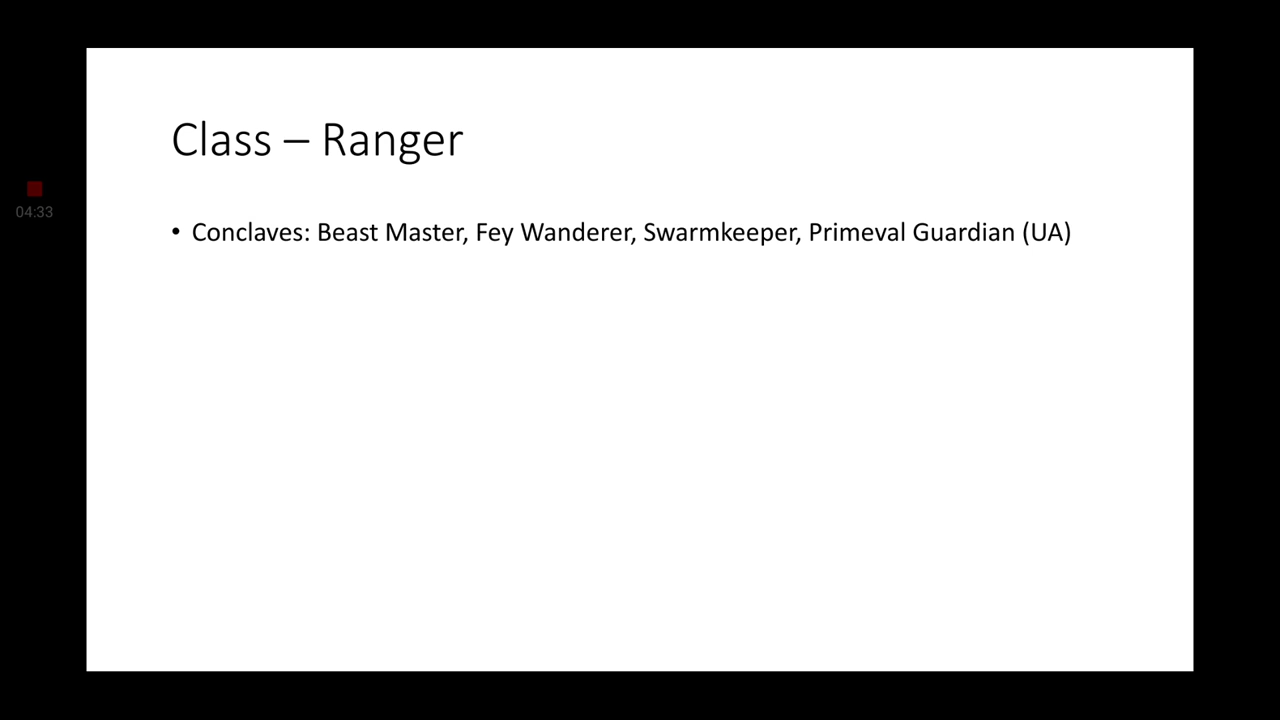 Class – Ranger
04:33
• Conclaves: Beast Master, Fey Wanderer, Swarmkeeper, Primeval Guardian (UA)